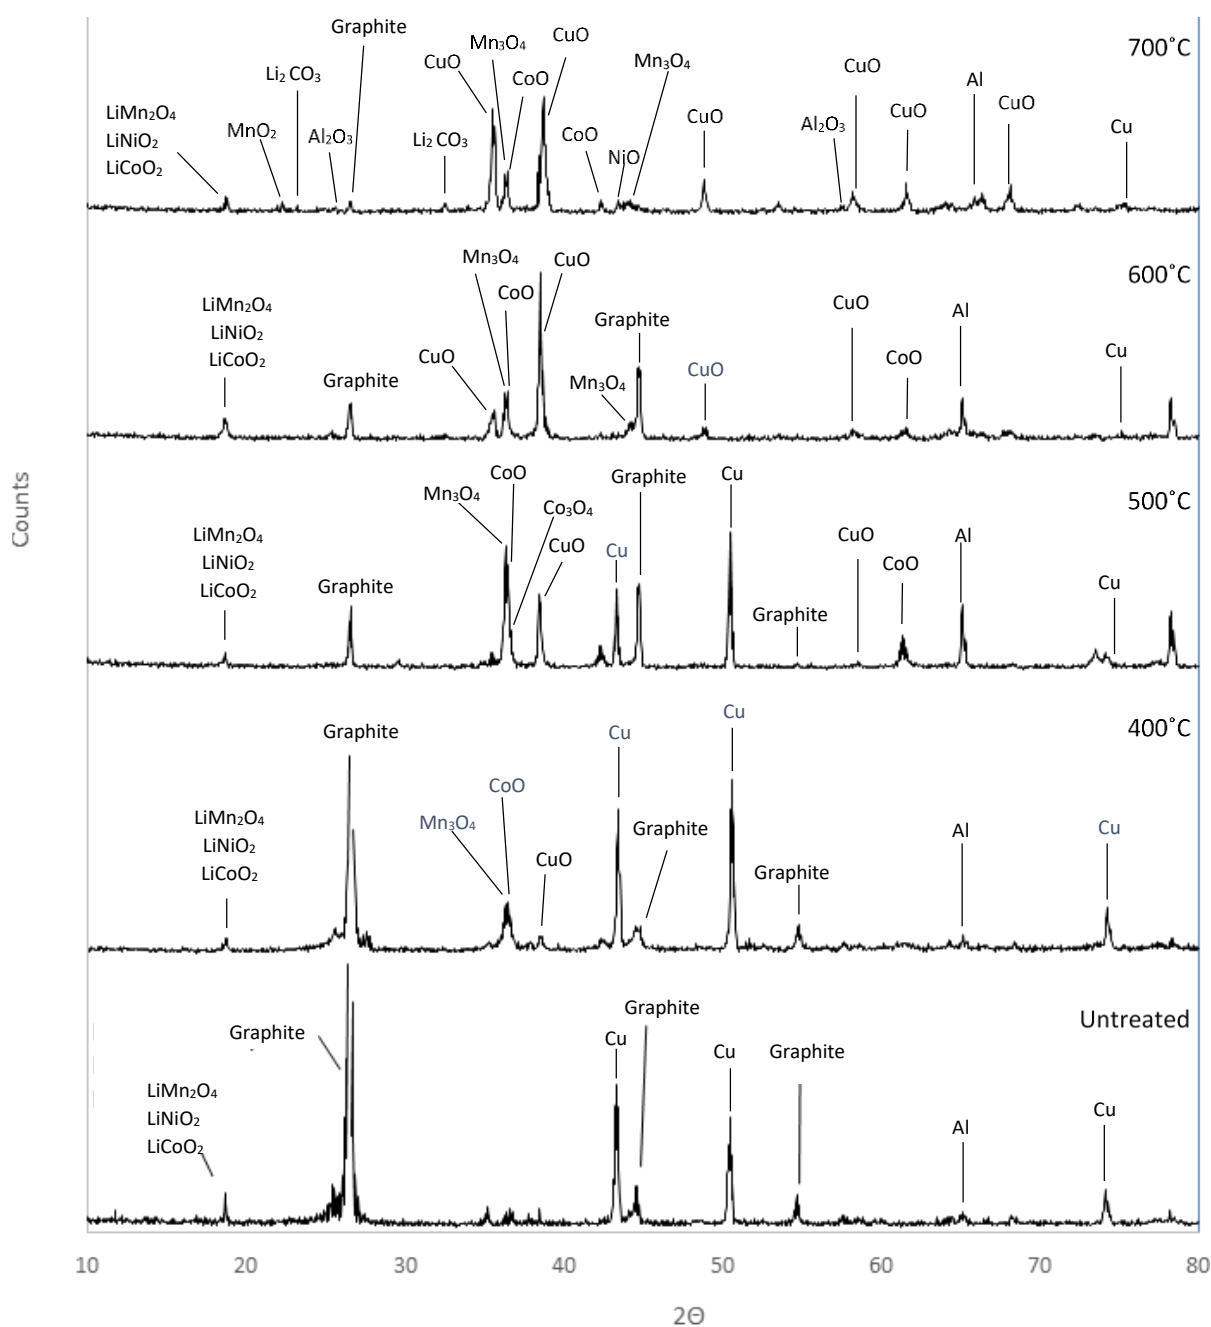 Graphite
Mn₃O₄
CuO
700˚C
CuO
Mn₃O₄
Li₂ CO₃
CoO
CuO
Al
LiMn₂O₄
LiNiO₂
LiCoO₂
MnO₂
Al₂O₃
Li₂ CO₃
CoO
NiO
CuO
Al₂O₃
CuO
CuO
Cu
Mn₃O₄
CuO
600˚C
LiMn₂O₄
LiNiO₂
LiCoO₂
CoO
Graphite
CuO
Al
CuO
Graphite
Mn₃O₄
CuO
CoO
Cu
Counts
CoO
Graphite
Cu
500˚C
Mn₃O₄
Co₃O₄
LiMn₂O₄
LiNiO₂
LiCoO₂
CuO
Cu
CuO
Al
CoO
Graphite
Graphite
Cu
Cu
400˚C
Graphite
Cu
CoO
Mn₃O₄
LiMn₂O₄
LiNiO₂
LiCoO₂
Graphite
CuO
Graphite
Al
Cu
Graphite
Untreated
Graphite
Cu
Cu
Graphite
LiMn₂O₄
LiNiO₂
LiCoO₂
Al
Cu
10 20 30 40 50 60 70 80
2Θ